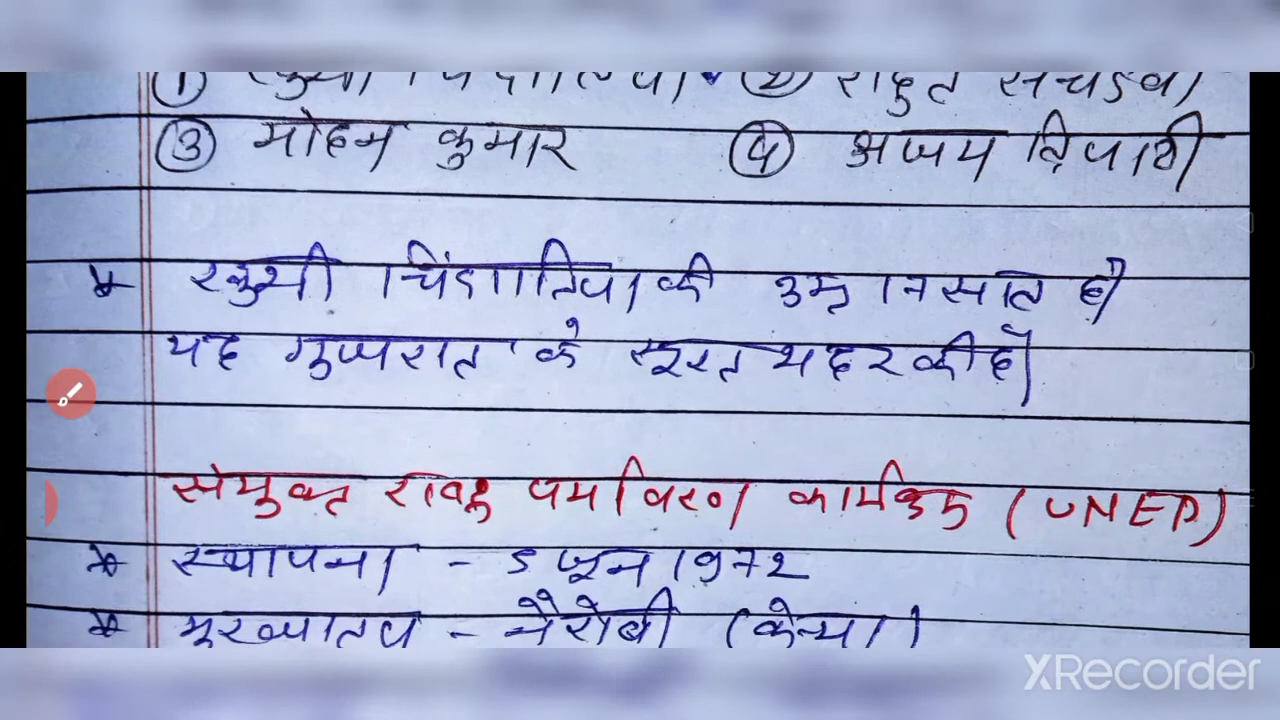 ③ मोहन कुमार ④ अजय त्रिपाठी
* खुशी चिंडालिया की उम्र 17 साल है
यह गुजरात के सूरत शहर की है
संयुक्त राष्ट्र पर्यावरण कार्यक्रम (UNEP)
* स्थापना - 5 जून 1972
* मुख्यालय - नैरोबी (केन्या)
XRecorder